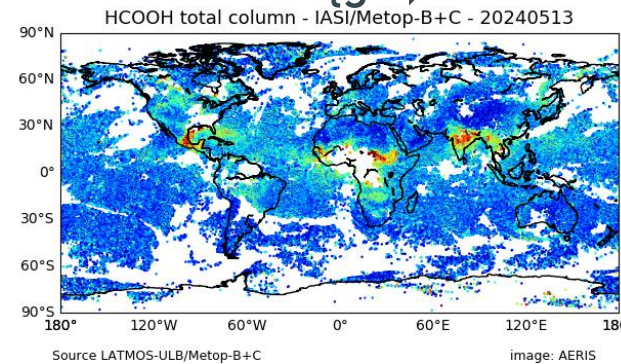 HCOOH total column - IASI/Metop-B+C - 20240513
90°N
60°N
30°N
0°
30°S
60°S
90°S
180° 120°W 60°W 0° 60°E 120°E 18
Source LATMOS-ULB/Metop-B+C image: AERIS